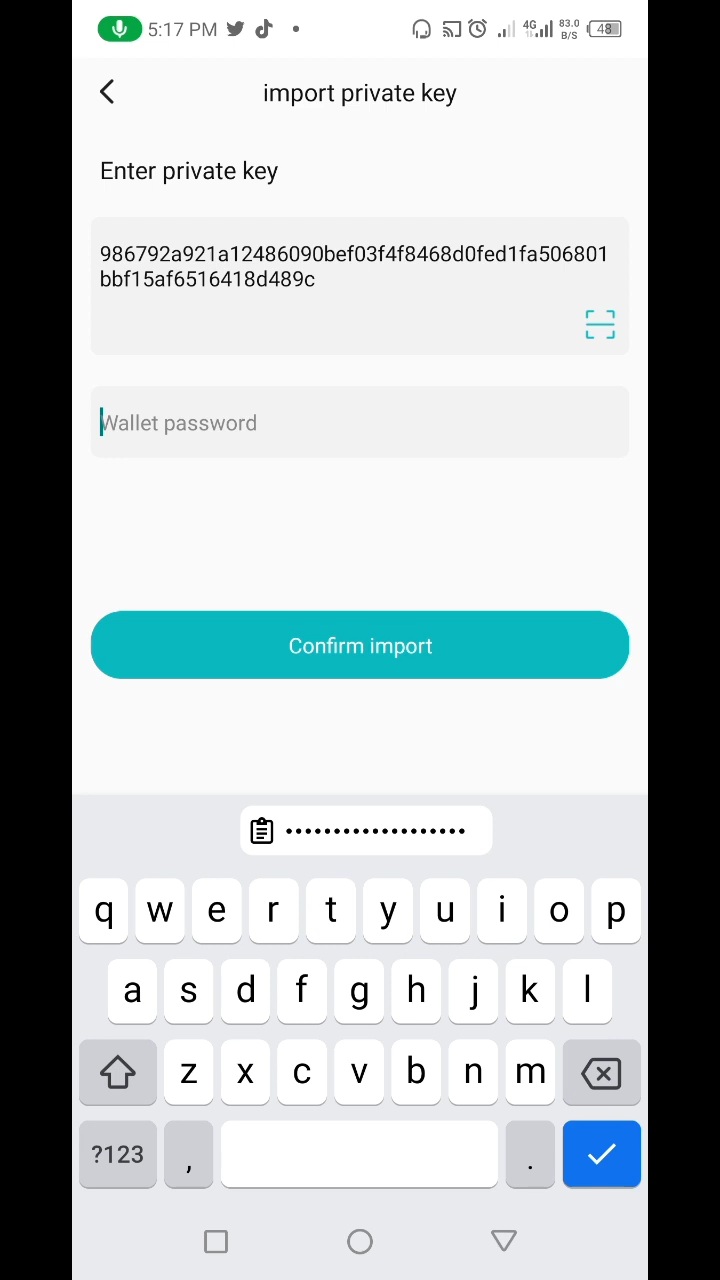 5:17 PM 4G 83.0 B/S 48
import private key
Enter private key
986792a921a12486090bef03f4f8468d0fed1fa506801
bbf15af6516418d489c
Wallet password
Confirm import
q w e r t y u i o p
a s d f g h j k l
z x c v b n m
?123 , .